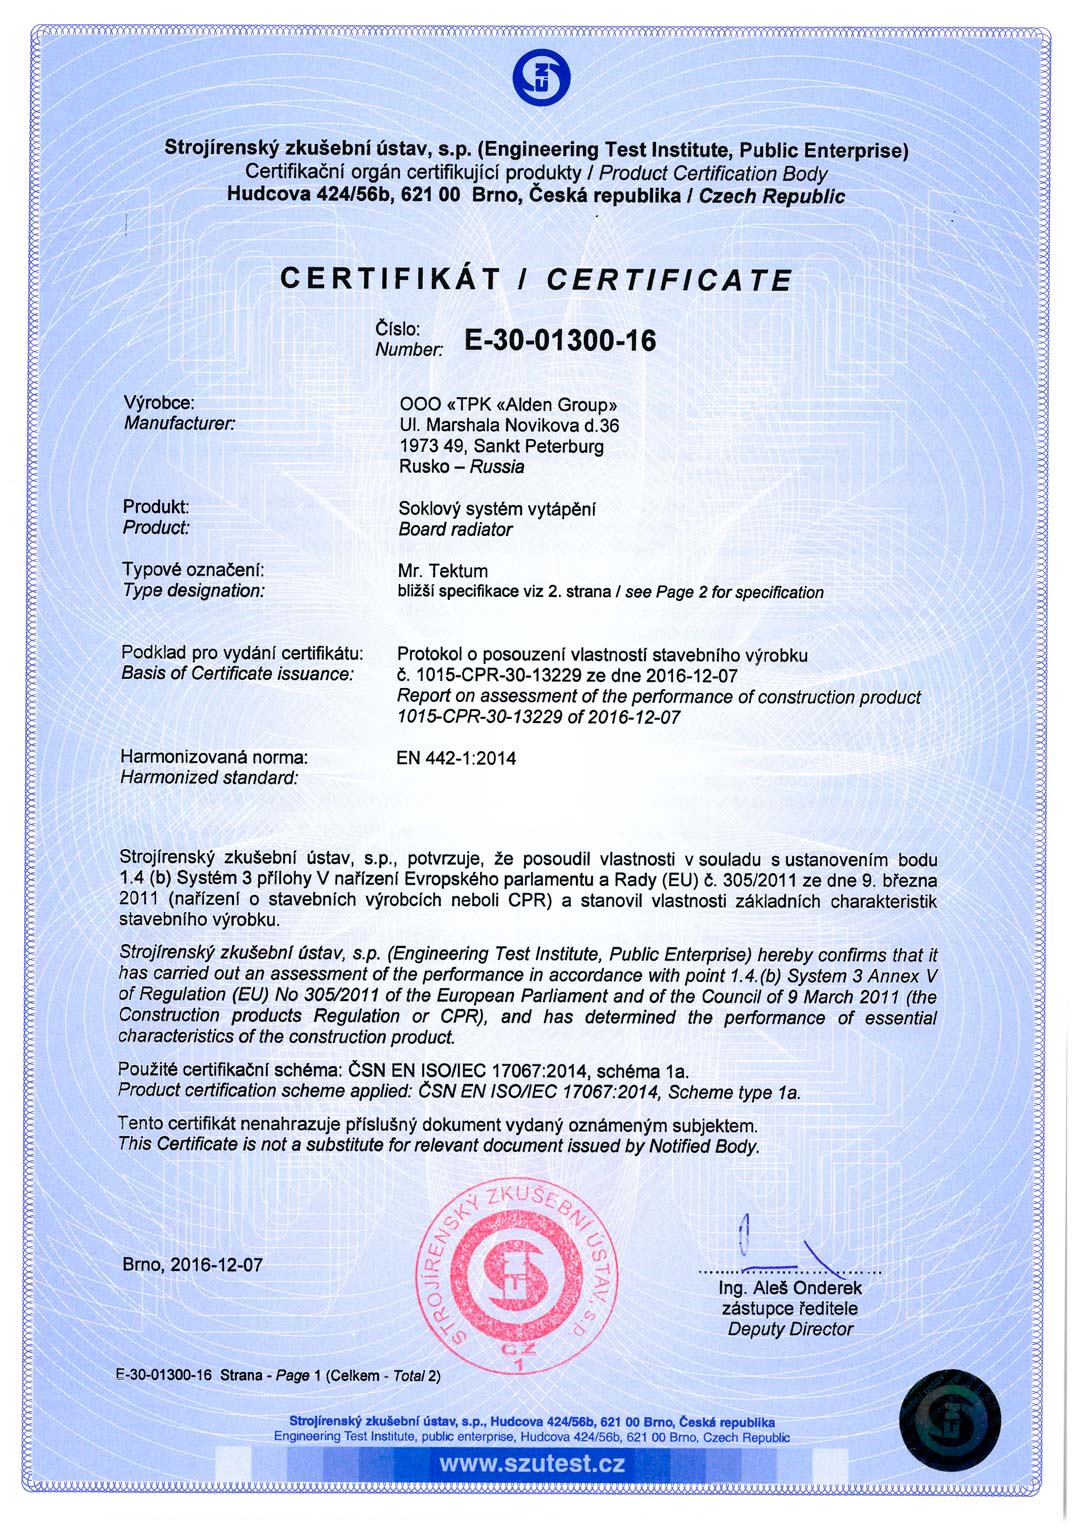 Strojírenský zkušební ústav, s.p. (Engineering Test Institute, Public Enterprise)
Certifikační orgán certifikující produkty / Product Certification Body
Hudcova 424/56b, 621 00 Brno, Česká republika / Czech Republic
CERTIFIKÁT / CERTIFICATE
Číslo:
Number: E-30-01300-16
Výrobce: OOO «TPK «Alden Group»
Manufacturer: Ul. Marshala Novikova d.36
1973 49, Sankt Peterburg
Rusko – Russia
Produkt: Soklový systém vytápění
Product: Board radiator
Typové označení: Mr. Tektum
Type designation: bližší specifikace viz 2. strana / see Page 2 for specification
Podklad pro vydání certifikátu: Protokol o posouzení vlastností stavebního výrobku
Basis of Certificate issuance: č. 1015-CPR-30-13229 ze dne 2016-12-07
Report on assessment of the performance of construction product
1015-CPR-30-13229 of 2016-12-07
Harmonizovaná norma: EN 442-1:2014
Harmonized standard:
Strojírenský zkušební ústav, s.p., potvrzuje, že posoudil vlastnosti v souladu s ustanovením bodu
1.4 (b) Systém 3 přílohy V nařízení Evropského parlamentu a Rady (EU) č. 305/2011 ze dne 9. března
2011 (nařízení o stavebních výrobcích neboli CPR) a stanovil vlastnosti základních charakteristik
stavebního výrobku.
Strojírenský zkušební ústav, s.p. (Engineering Test Institute, Public Enterprise) hereby confirms that it
has carried out an assessment of the performance in accordance with point 1.4.(b) System 3 Annex V
of Regulation (EU) No 305/2011 of the European Parliament and of the Council of 9 March 2011 (the
Construction products Regulation or CPR), and has determined the performance of essential
characteristics of the construction product.
Použité certifikační schéma: ČSN EN ISO/IEC 17067:2014, schéma 1a.
Product certification scheme applied: ČSN EN ISO/IEC 17067:2014, Scheme type 1a.
Tento certifikát nenahrazuje příslušný dokument vydaný oznámeným subjektem.
This Certificate is not a substitute for relevant document issued by Notified Body.
STROJÍRENSKÝ ZKUŠEBNÍ ÚSTAV, s.p.
CZ
1
Brno, 2016-12-07
Ing. Aleš Onderek
zástupce ředitele
Deputy Director
E-30-01300-16 Strana - Page 1 (Celkem - Total 2)
Strojírenský zkušební ústav, s.p., Hudcova 424/56b, 621 00 Brno, Česká republika
Engineering Test Institute, public enterprise, Hudcova 424/56b, 621 00 Brno, Czech Republic
www.szutest.cz